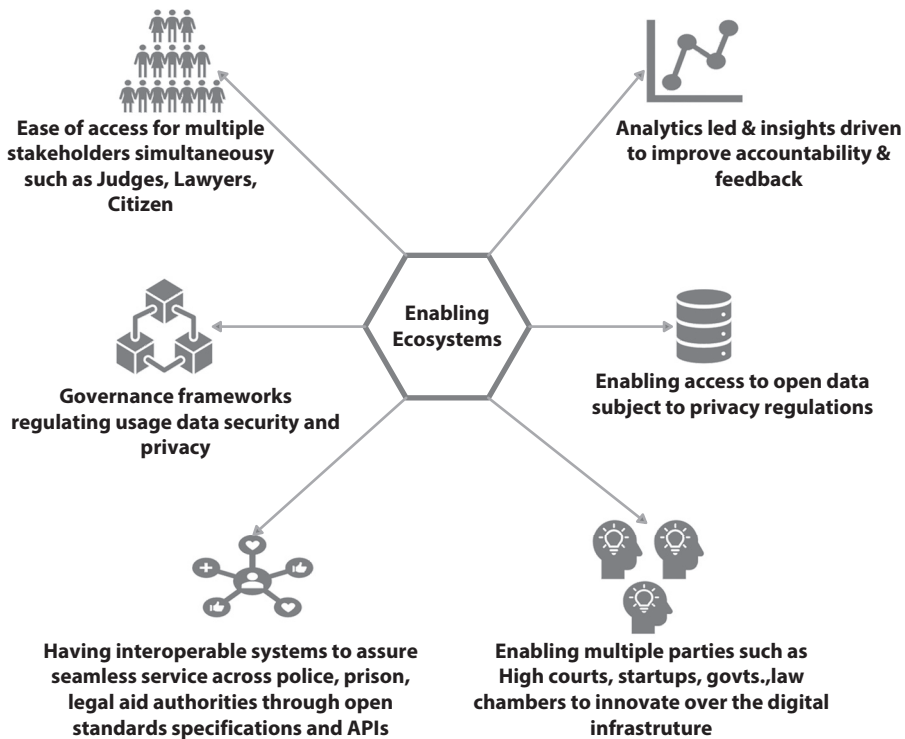 Ease of access for multiple
stakeholders simultaneousy
such as Judges, Lawyers,
Citizen
Analytics led & insights driven
to improve accountability &
feedback
Enabling
Ecosystems
Governance frameworks
regulating usage data security and
privacy
Enabling access to open data
subject to privacy regulations
Having interoperable systems to assure
seamless service across police, prison,
legal aid authorities through open
standards specifications and APIs
Enabling multiple parties such as
High courts, startups, govts.,law
chambers to innovate over the digital
infrastruture